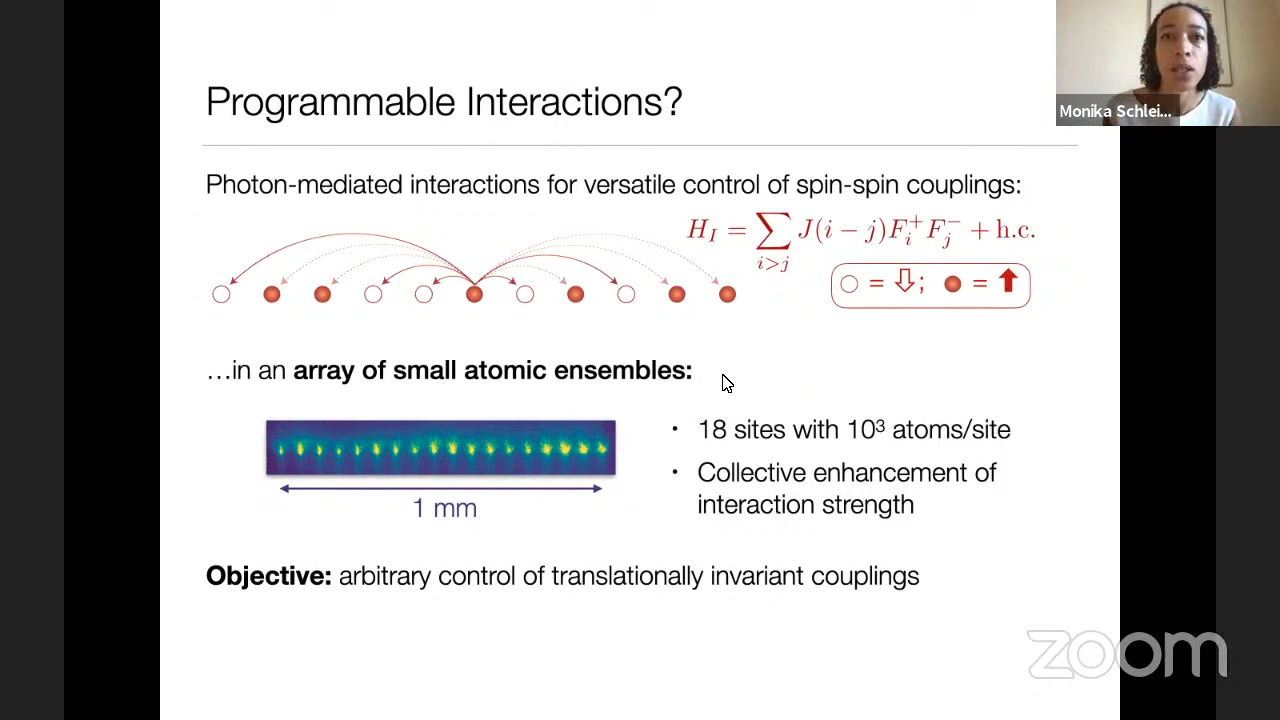 Programmable Interactions?
Monika Schlei...
Photon-mediated interactions for versatile control of spin-spin couplings:
H_I = ∑_{i>j} J(i − j)F_i^+ F_j^- + h.c.
○ = ⇩; ● = ⬆
…in an array of small atomic ensembles:
• 18 sites with 10³ atoms/site
• Collective enhancement of
interaction strength
1 mm
Objective: arbitrary control of translationally invariant couplings
zoom